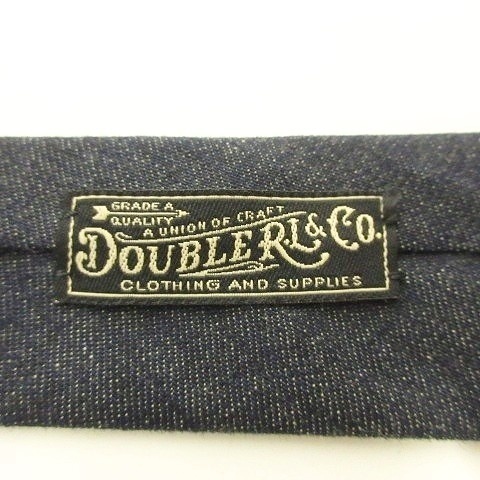 GRADE A
QUALITY
A UNION OF CRAFT
DOUBLE RL & CO.
CLOTHING AND SUPPLIES